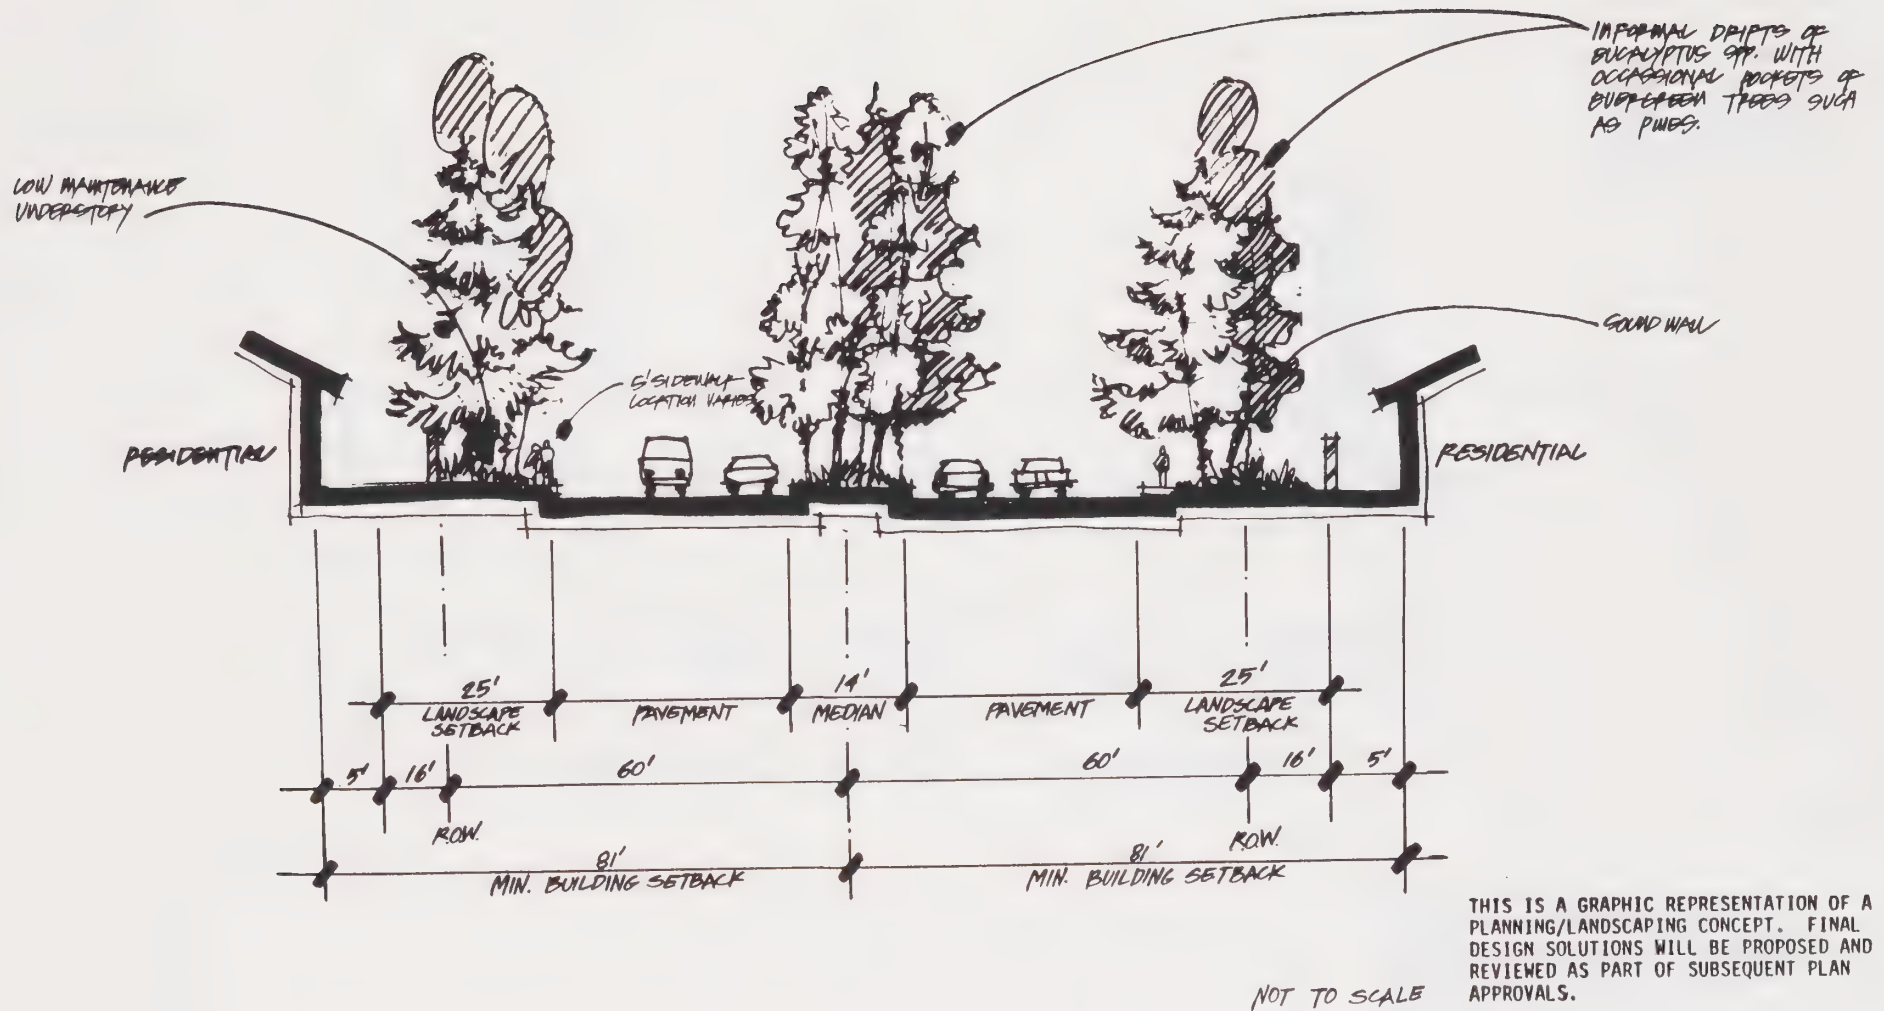 INFORMAL DRIFTS OF
EUCALYPTUS SPP. WITH
OCCASSIONAL POCKETS OF
EVERGREEN TREES SUCH
AS PINES.
LOW MAINTENANCE
UNDERSTORY
SOUND WALL
5' SIDEWALK
LOCATION VARIES
RESIDENTIAL
RESIDENTIAL
25'
LANDSCAPE
SETBACK
PAVEMENT
14'
MEDIAN
PAVEMENT
25'
LANDSCAPE
SETBACK
5' 16' 60' 60' 16' 5'
R.O.W. R.O.W.
81'
MIN. BUILDING SETBACK
81'
MIN. BUILDING SETBACK
THIS IS A GRAPHIC REPRESENTATION OF A
PLANNING/LANDSCAPING CONCEPT. FINAL
DESIGN SOLUTIONS WILL BE PROPOSED AND
REVIEWED AS PART OF SUBSEQUENT PLAN
APPROVALS.
NOT TO SCALE